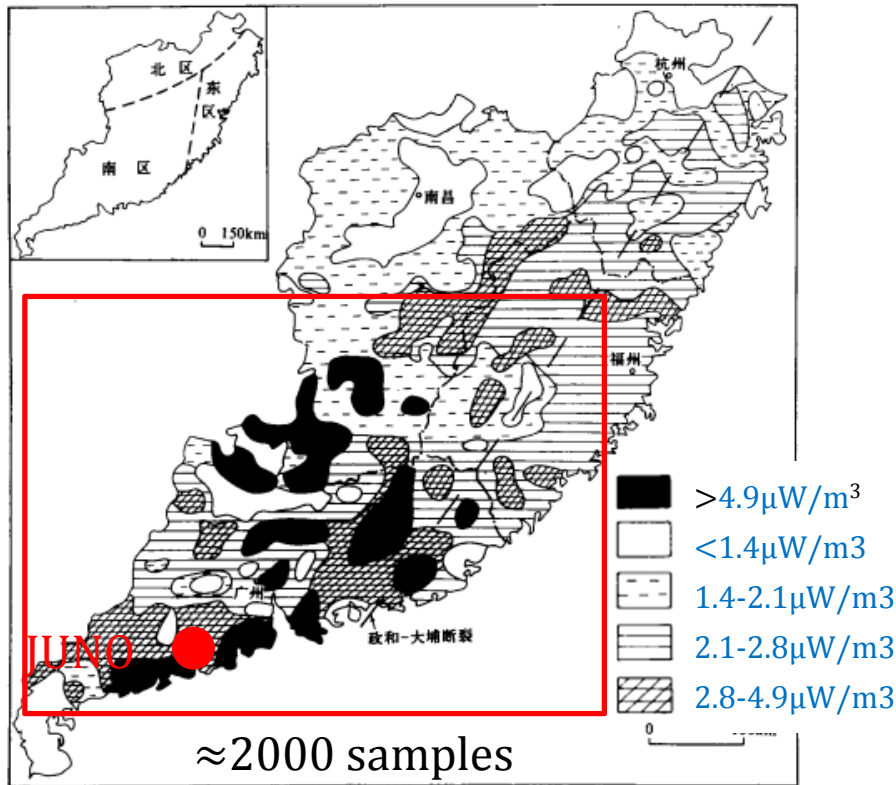 北区
东区
南区
0 150km
杭州
南昌
福州
广州
政和-大埔断裂
JUNO
>4.9μW/m³
<1.4μW/m3
1.4-2.1μW/m3
2.1-2.8μW/m3
2.8-4.9μW/m3
0
≈2000 samples